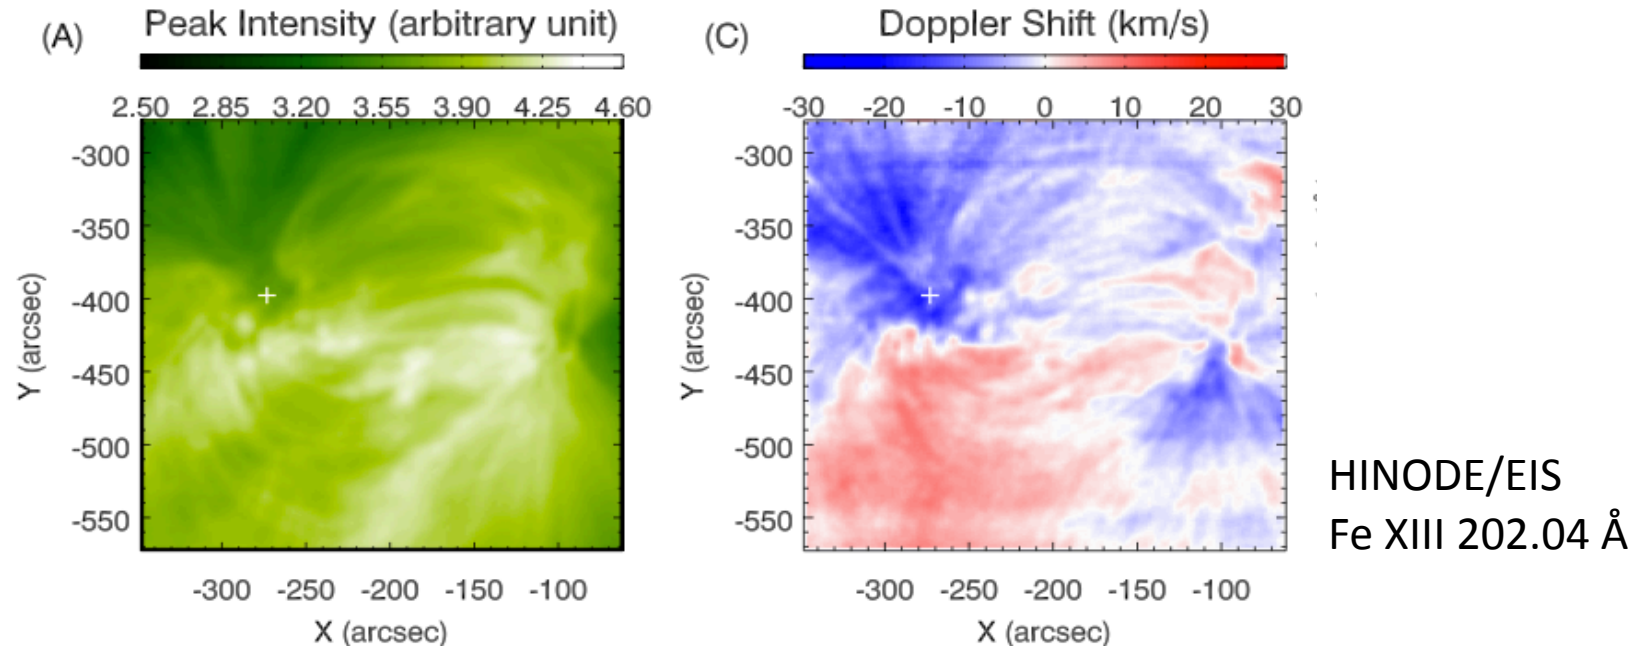 (A) Peak Intensity (arbitrary unit)
2.50 2.85 3.20 3.55 3.90 4.25 4.60
-300
-350
-400
-450
-500
-550
Y (arcsec)
-300 -250 -200 -150 -100
X (arcsec)
(C) Doppler Shift (km/s)
-30 -20 -10 0 10 20 30
-300
-350
-400
-450
-500
-550
Y (arcsec)
-300 -250 -200 -150 -100
X (arcsec)
HINODE/EIS
Fe XIII 202.04 Å